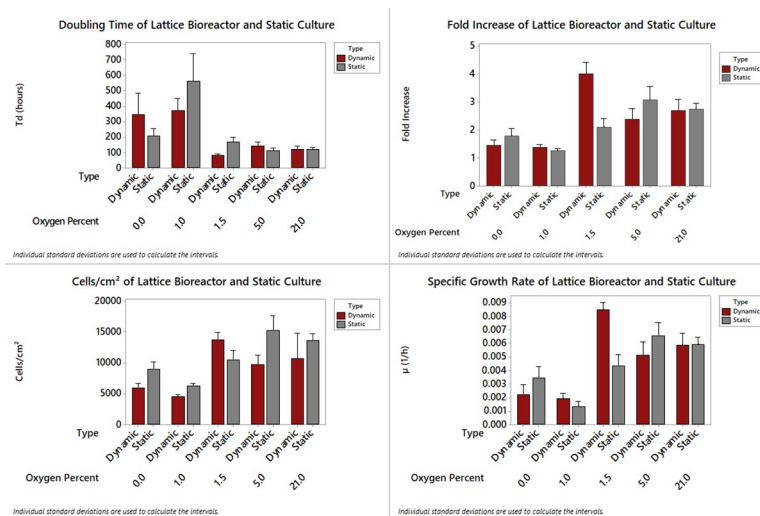 Doubling Time of Lattice Bioreactor and Static Culture
Td (hours)
800
700
600
500
400
300
200
100
0
Type
Dynamic
Static
Type
Dynamic Static Dynamic Static Dynamic Static Dynamic Static Dynamic Static
Oxygen Percent
0.0 1.0 1.5 5.0 21.0
Individual standard deviations are used to calculate the intervals.
Fold Increase of Lattice Bioreactor and Static Culture
Fold Increase
5
4
3
2
1
0
Type
Dynamic
Static
Type
Dynamic Static Dynamic Static Dynamic Static Dynamic Static Dynamic Static
Oxygen Percent
0.0 1.0 1.5 5.0 21.0
Individual standard deviations are used to calculate the intervals.
Cells/cm² of Lattice Bioreactor and Static Culture
Cells/cm²
20000
15000
10000
5000
0
Type
Dynamic
Static
Type
Dynamic Static Dynamic Static Dynamic Static Dynamic Static Dynamic Static
Oxygen Percent
0.0 1.0 1.5 5.0 21.0
Individual standard deviations are used to calculate the intervals.
Specific Growth Rate of Lattice Bioreactor and Static Culture
μ (1/h)
0.009
0.008
0.007
0.006
0.005
0.004
0.003
0.002
0.001
0.000
Type
Dynamic
Static
Type
Dynamic Static Dynamic Static Dynamic Static Dynamic Static Dynamic Static
Oxygen Percent
0.0 1.0 1.5 5.0 21.0
Individual standard deviations are used to calculate the intervals.